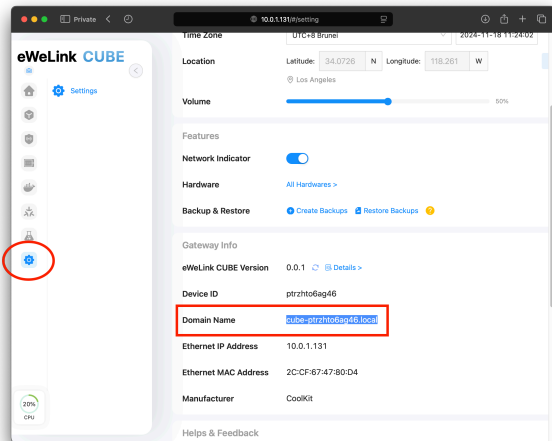 Private
10.0.1.131/#/setting
eWeLink CUBE
Settings
20%
CPU
Time Zone UTC+8 Brunei 2024-11-18 11:24:02
Location Latitude: 34.0726 N Longitude: 118.261 W
Los Angeles
Volume 50%
Features
Network Indicator
Hardware All Hardwares >
Backup & Restore Create Backups Restore Backups ?
Gateway Info
eWeLink CUBE Version 0.0.1 Details >
Device ID ptrzhto6ag46
Domain Name cube-ptrzhto6ag46.local
Ethernet IP Address 10.0.1.131
Ethernet MAC Address 2C:CF:67:47:80:D4
Manufacturer CoolKit
Helps & Feedback